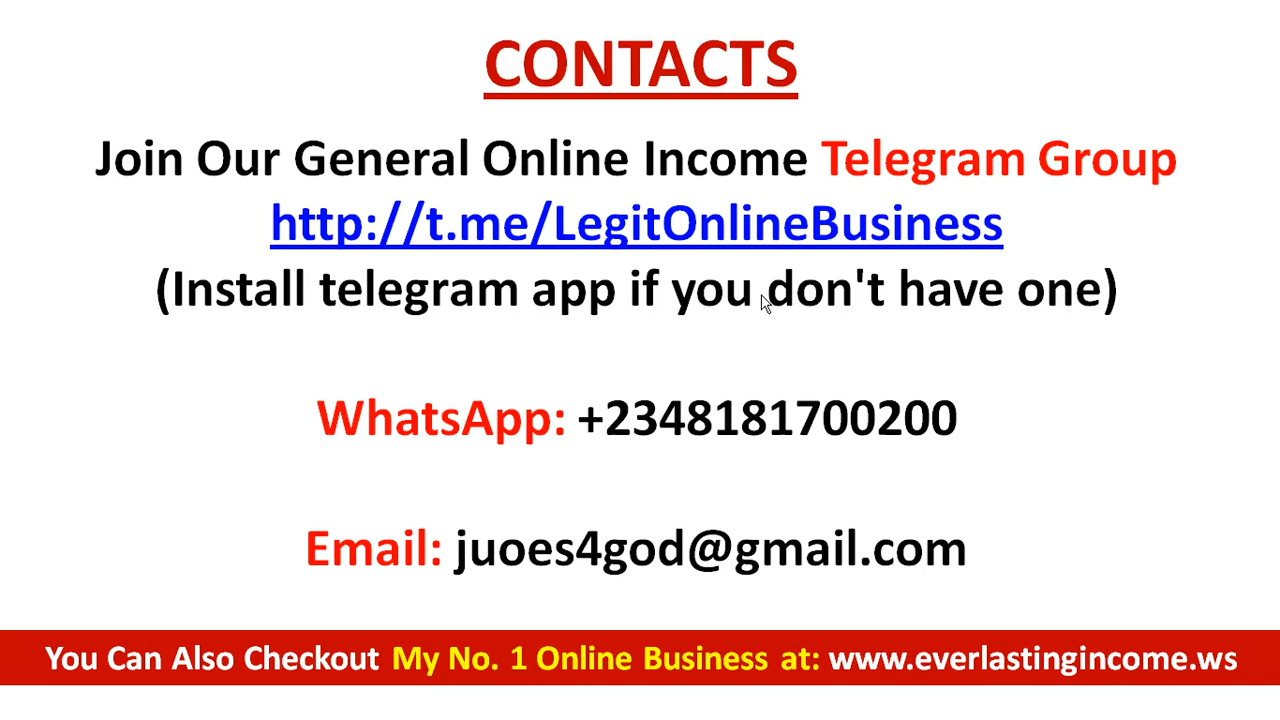 CONTACTS
Join Our General Online Income Telegram Group
http://t.me/LegitOnlineBusiness
(Install telegram app if you don't have one)
WhatsApp: +2348181700200
Email: juoes4god@gmail.com
You Can Also Checkout My No. 1 Online Business at: www.everlastingincome.ws